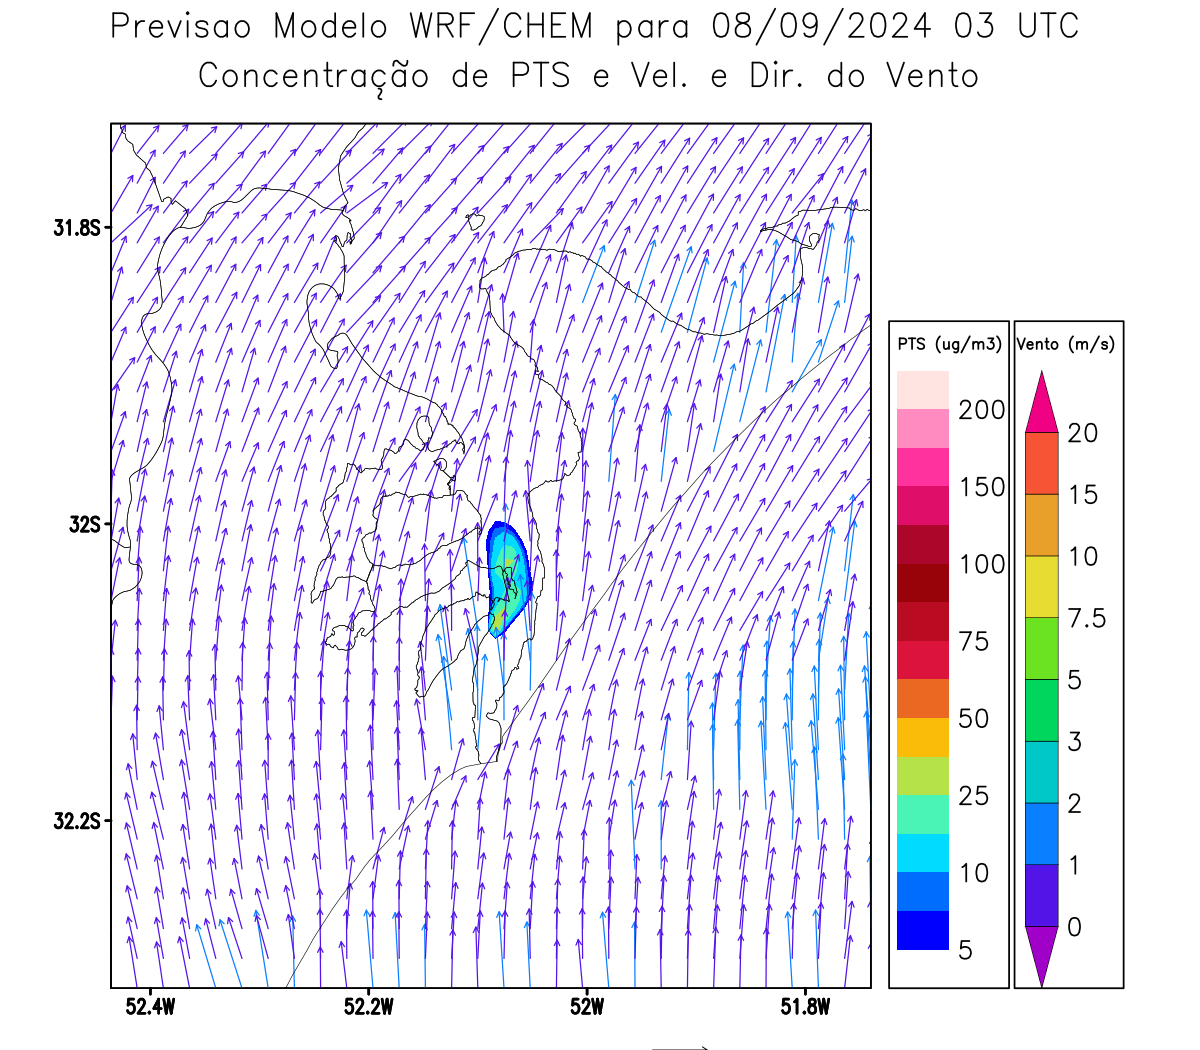 Previsao Modelo WRF/CHEM para 08/09/2024 03 UTC
Concentração de PTS e Vel. e Dir. do Vento
31.8S
32S
32.2S
52.4W
52.2W
52W
51.8W
PTS (ug/m3)
200
150
100
75
50
25
10
5
Vento (m/s)
20
15
10
7.5
5
3
2
1
0